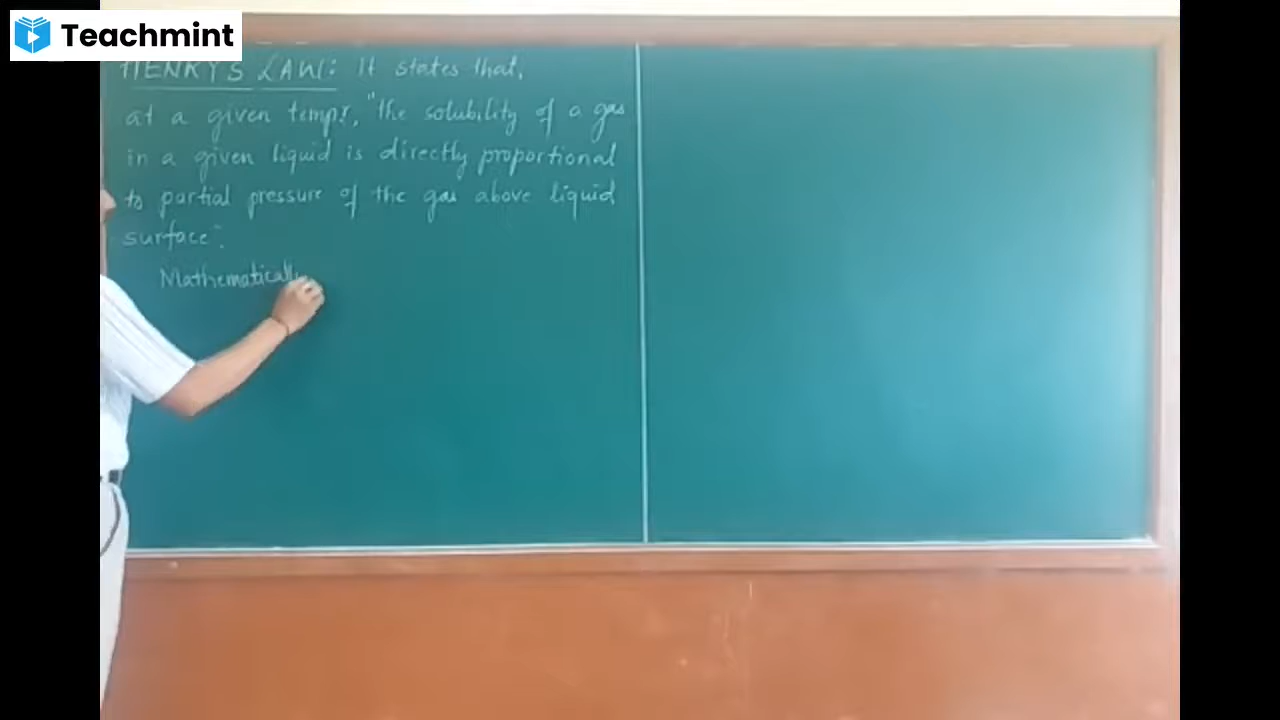 Teachmint
HENRY'S LAW: It states that,
at a given tempr, "the solubility of a gas
in a given liquid is directly proportional
to partial pressure of the gas above liquid
surface".
Mathematically